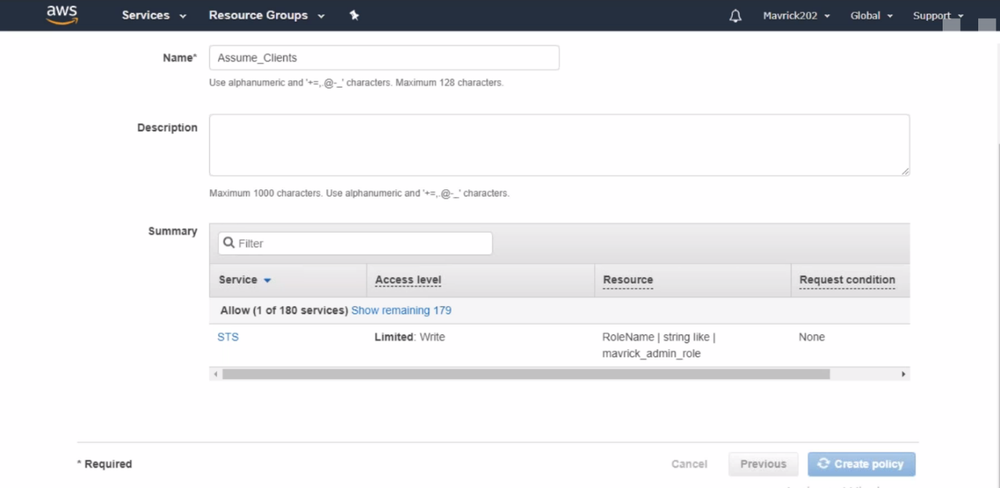 aws Services Resource Groups Mavrick202 Global Support
Name* Assume_Clients
Use alphanumeric and '+=,.@-_' characters. Maximum 128 characters.
Description
Maximum 1000 characters. Use alphanumeric and '+=,.@-_' characters.
Summary Filter
Service Access level Resource Request condition
Allow (1 of 180 services) Show remaining 179
STS Limited: Write RoleName | string like | None
mavrick_admin_role
* Required Cancel Previous Create policy